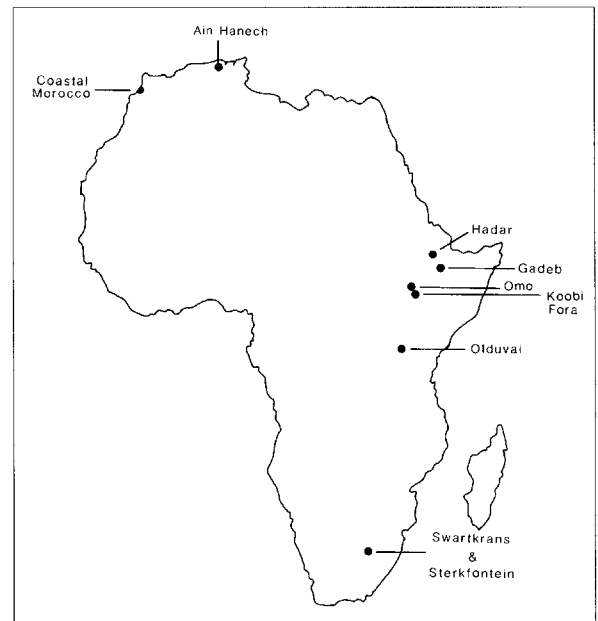 Ain Hanech
Coastal
Morocco
Hadar
Gadeb
Omo
Koobi
Fora
Olduvai
Swartkrans
&
Sterkfontein